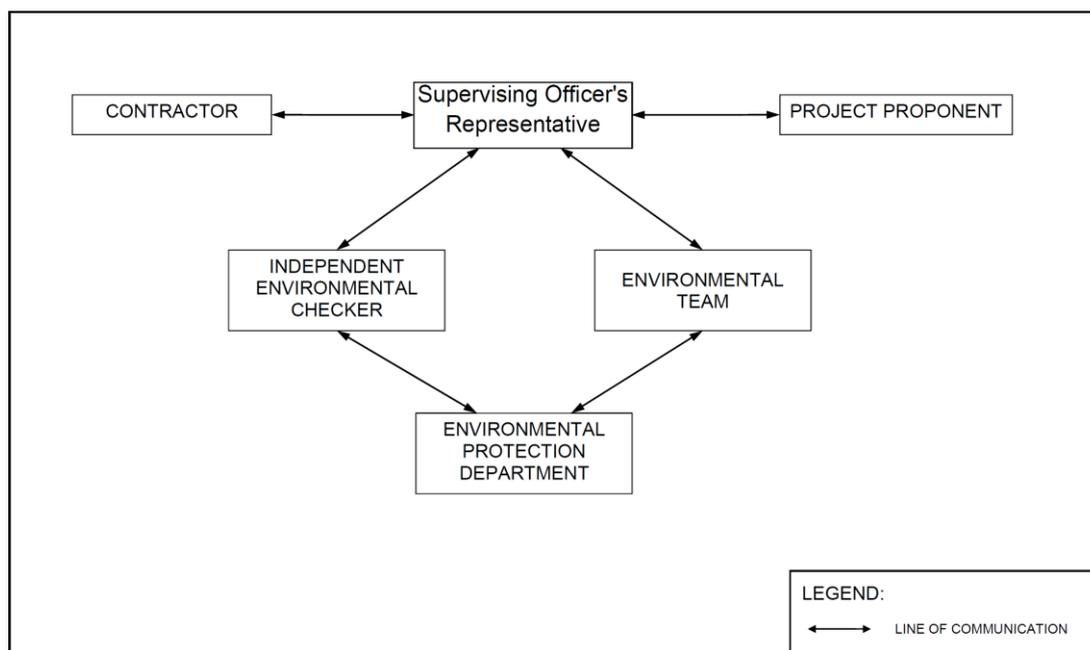 CONTRACTOR
Supervising Officer's
Representative
PROJECT PROPONENT
INDEPENDENT
ENVIRONMENTAL
CHECKER
ENVIRONMENTAL
TEAM
ENVIRONMENTAL
PROTECTION
DEPARTMENT
LEGEND:
LINE OF COMMUNICATION